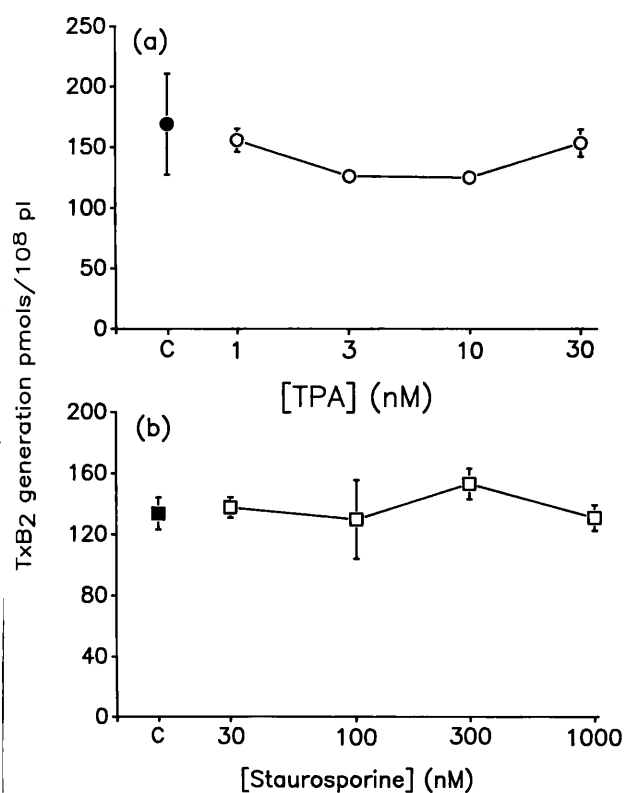 TxB2 generation pmols/10⁸ pl
(a)
250
200
150
100
50
0
C 1 3 10 30
[TPA] (nM)
(b)
200
160
120
80
40
0
C 30 100 300 1000
[Staurosporine] (nM)